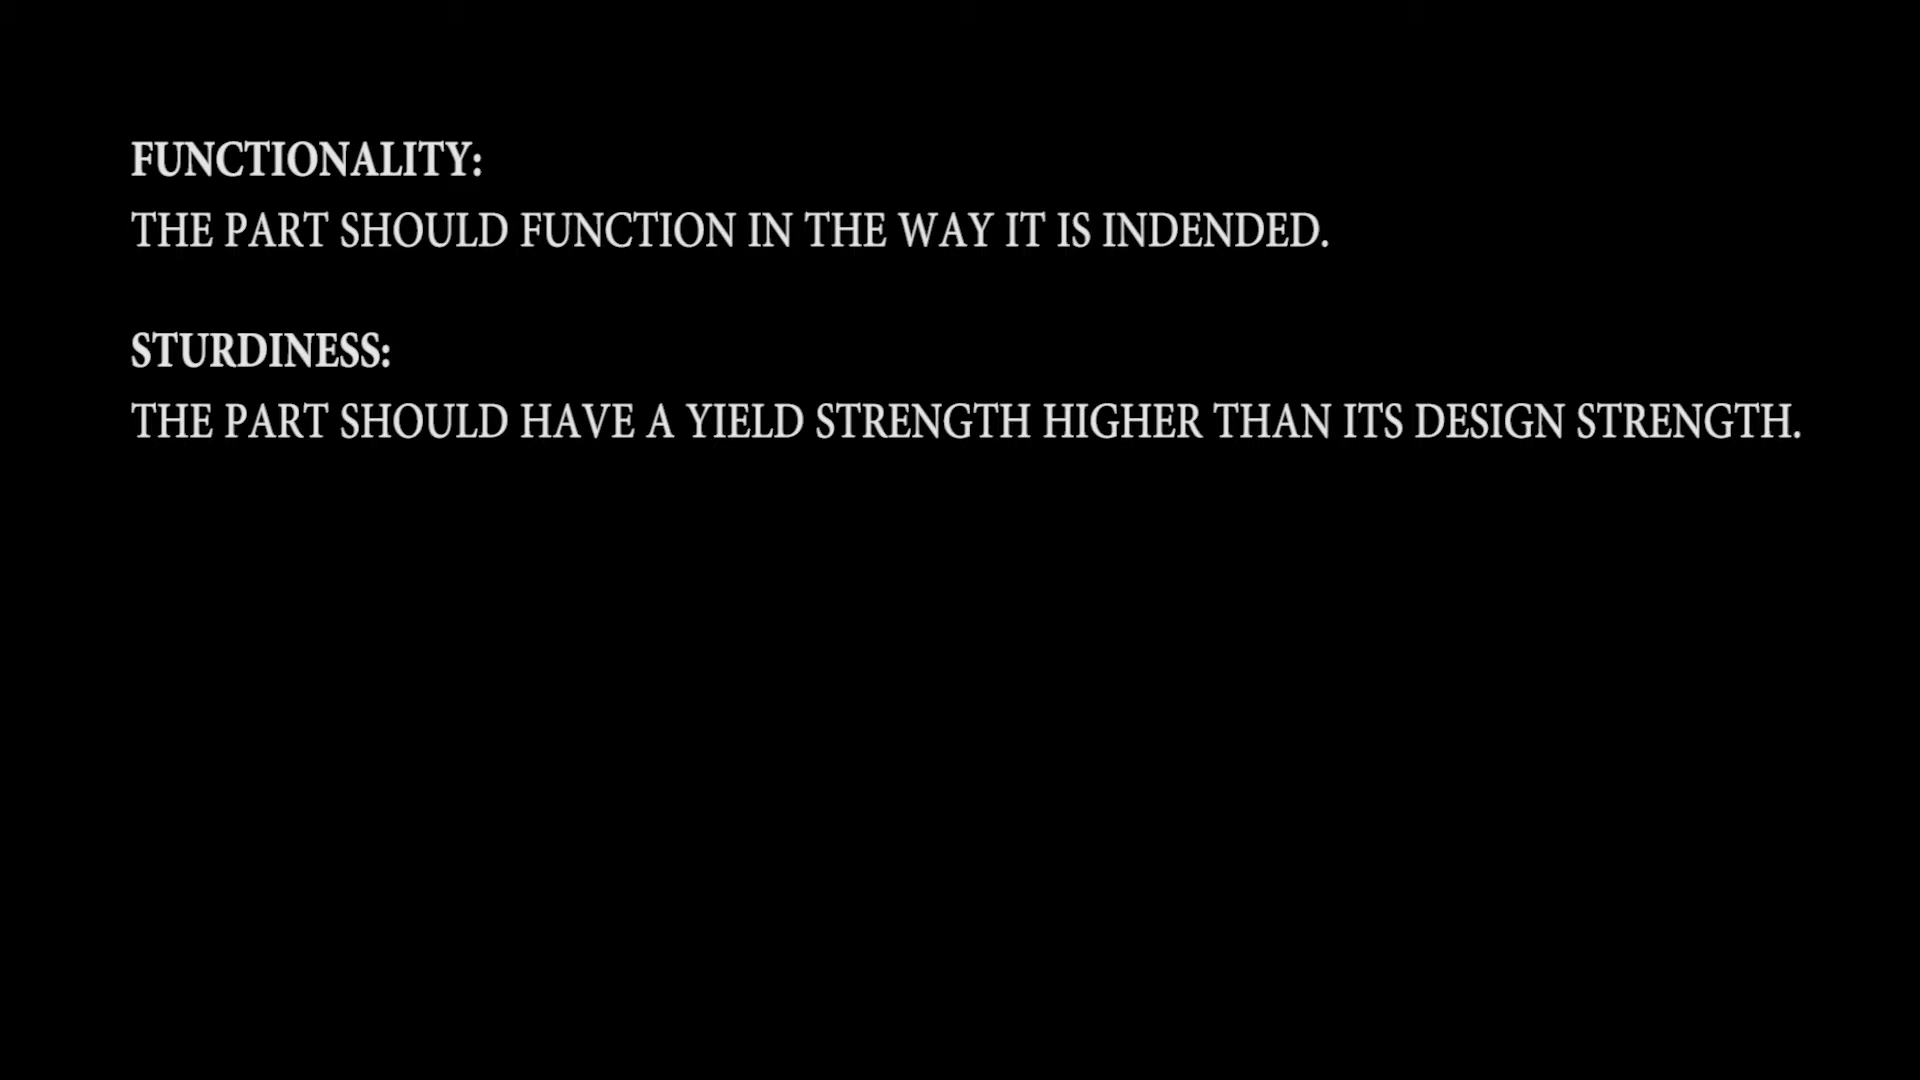 FUNCTIONALITY:
THE PART SHOULD FUNCTION IN THE WAY IT IS INDENDED.
STURDINESS:
THE PART SHOULD HAVE A YIELD STRENGTH HIGHER THAN ITS DESIGN STRENGTH.